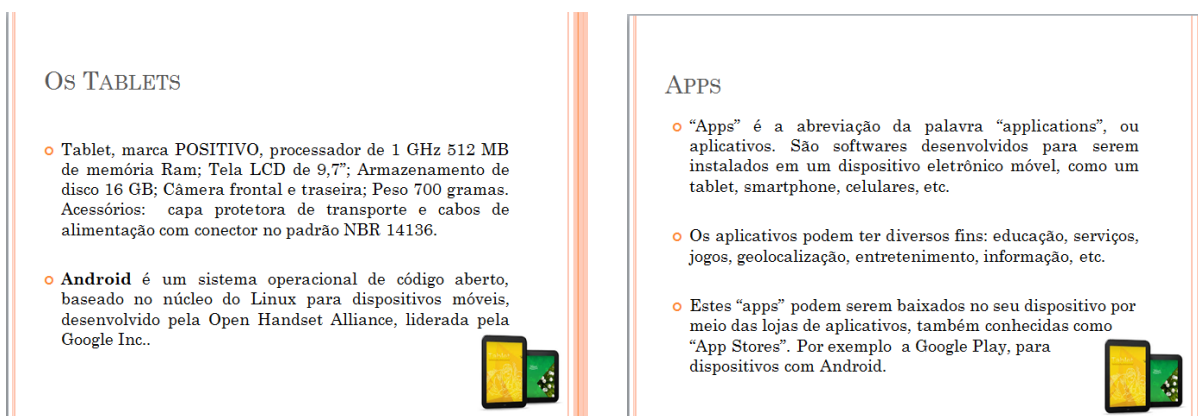 OS TABLETS
Tablet, marca POSITIVO, processador de 1 GHz 512 MB
de memória Ram; Tela LCD de 9,7”; Armazenamento de
disco 16 GB; Câmera frontal e traseira; Peso 700 gramas.
Acessórios: capa protetora de transporte e cabos de
alimentação com conector no padrão NBR 14136.
Android é um sistema operacional de código aberto,
baseado no núcleo do Linux para dispositivos móveis,
desenvolvido pela Open Handset Alliance, liderada pela
Google Inc..
APPS
“Apps” é a abreviação da palavra “applications”, ou
aplicativos. São softwares desenvolvidos para serem
instalados em um dispositivo eletrônico móvel, como um
tablet, smartphone, celulares, etc.
Os aplicativos podem ter diversos fins: educação, serviços,
jogos, geolocalização, entretenimento, informação, etc.
Estes “apps” podem serem baixados no seu dispositivo por
meio das lojas de aplicativos, também conhecidas como
“App Stores”. Por exemplo a Google Play, para
dispositivos com Android.